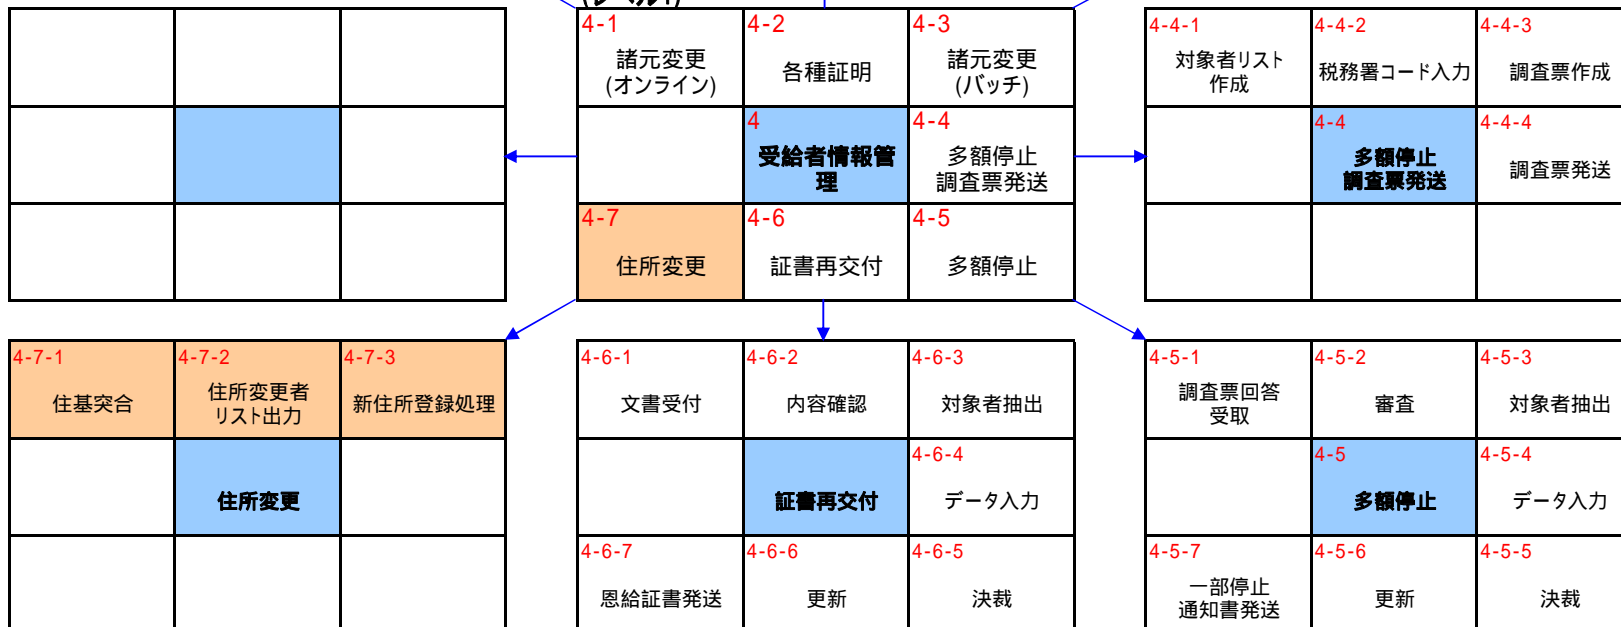 4-1
諸元変更
(オンライン)
4-2
各種証明
4-3
諸元変更
(バッチ)
4
受給者情報管
理
4-4
多額停止
調査票発送
4-7
住所変更
4-6
証書再交付
4-5
多額停止
4-4-1
対象者リスト
作成
4-4-2
税務署コード入力
4-4-3
調査票作成
4-4
多額停止
調査票発送
4-4-4
調査票発送
4-7-1
住基突合
4-7-2
住所変更者
リスト出力
4-7-3
新住所登録処理
住所変更
4-6-1
文書受付
4-6-2
内容確認
4-6-3
対象者抽出
証書再交付
4-6-4
データ入力
4-6-7
恩給証書発送
4-6-6
更新
4-6-5
決裁
4-5-1
調査票回答
受取
4-5-2
審査
4-5-3
対象者抽出
4-5
多額停止
4-5-4
データ入力
4-5-7
一部停止
通知書発送
4-5-6
更新
4-5-5
決裁